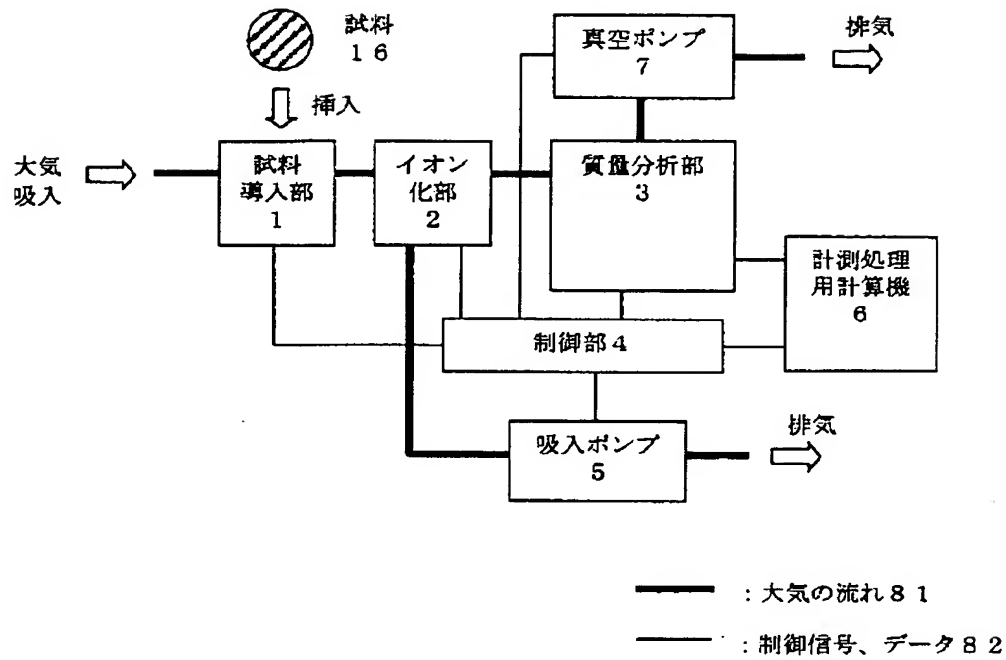 試料
１６
挿入
大気
吸入
試料
導入部
１
イオン
化部
２
真空ポンプ
７
排気
質量分析部
３
計測処理
用計算機
６
制御部４
吸入ポンプ
５
排気
：大気の流れ８１
：制御信号、データ８２